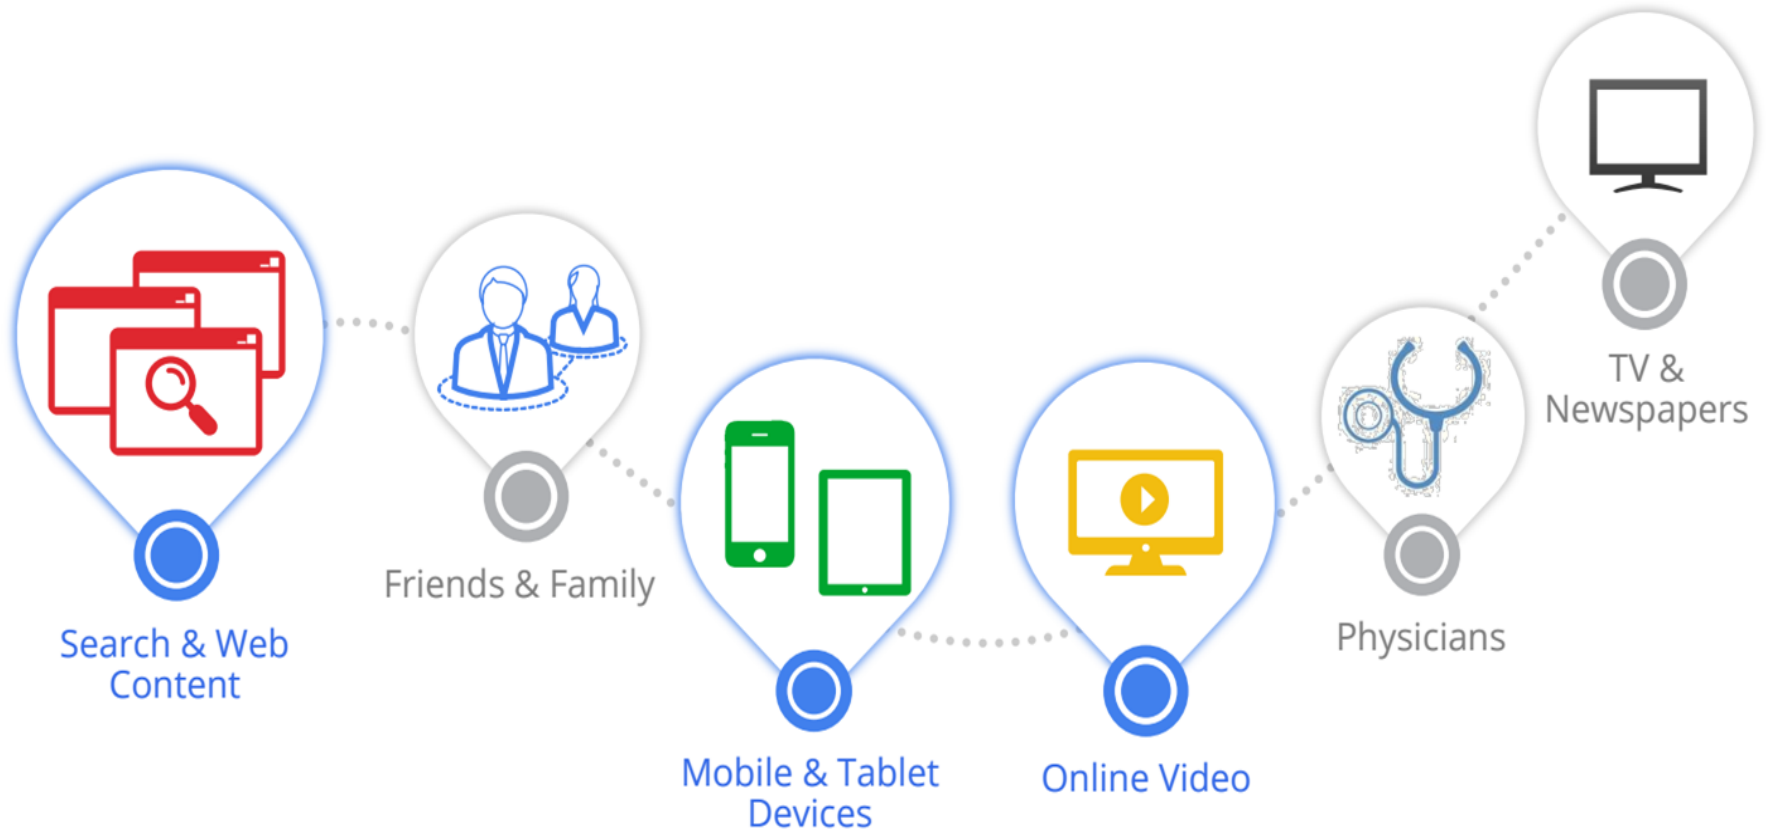 Search & Web
Content
Friends & Family
Mobile & Tablet
Devices
Online Video
Physicians
TV &
Newspapers